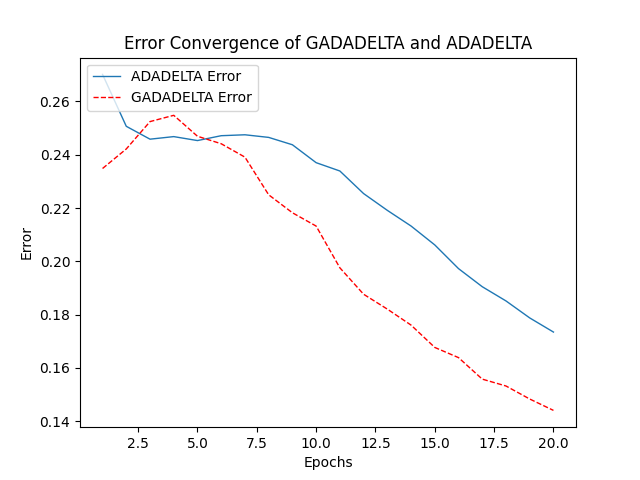 Error Convergence of GADADELTA and ADADELTA
ADADELTA Error
GADADELTA Error
0.26
0.24
0.22
0.20
0.18
0.16
0.14
Error
2.5 5.0 7.5 10.0 12.5 15.0 17.5 20.0
Epochs